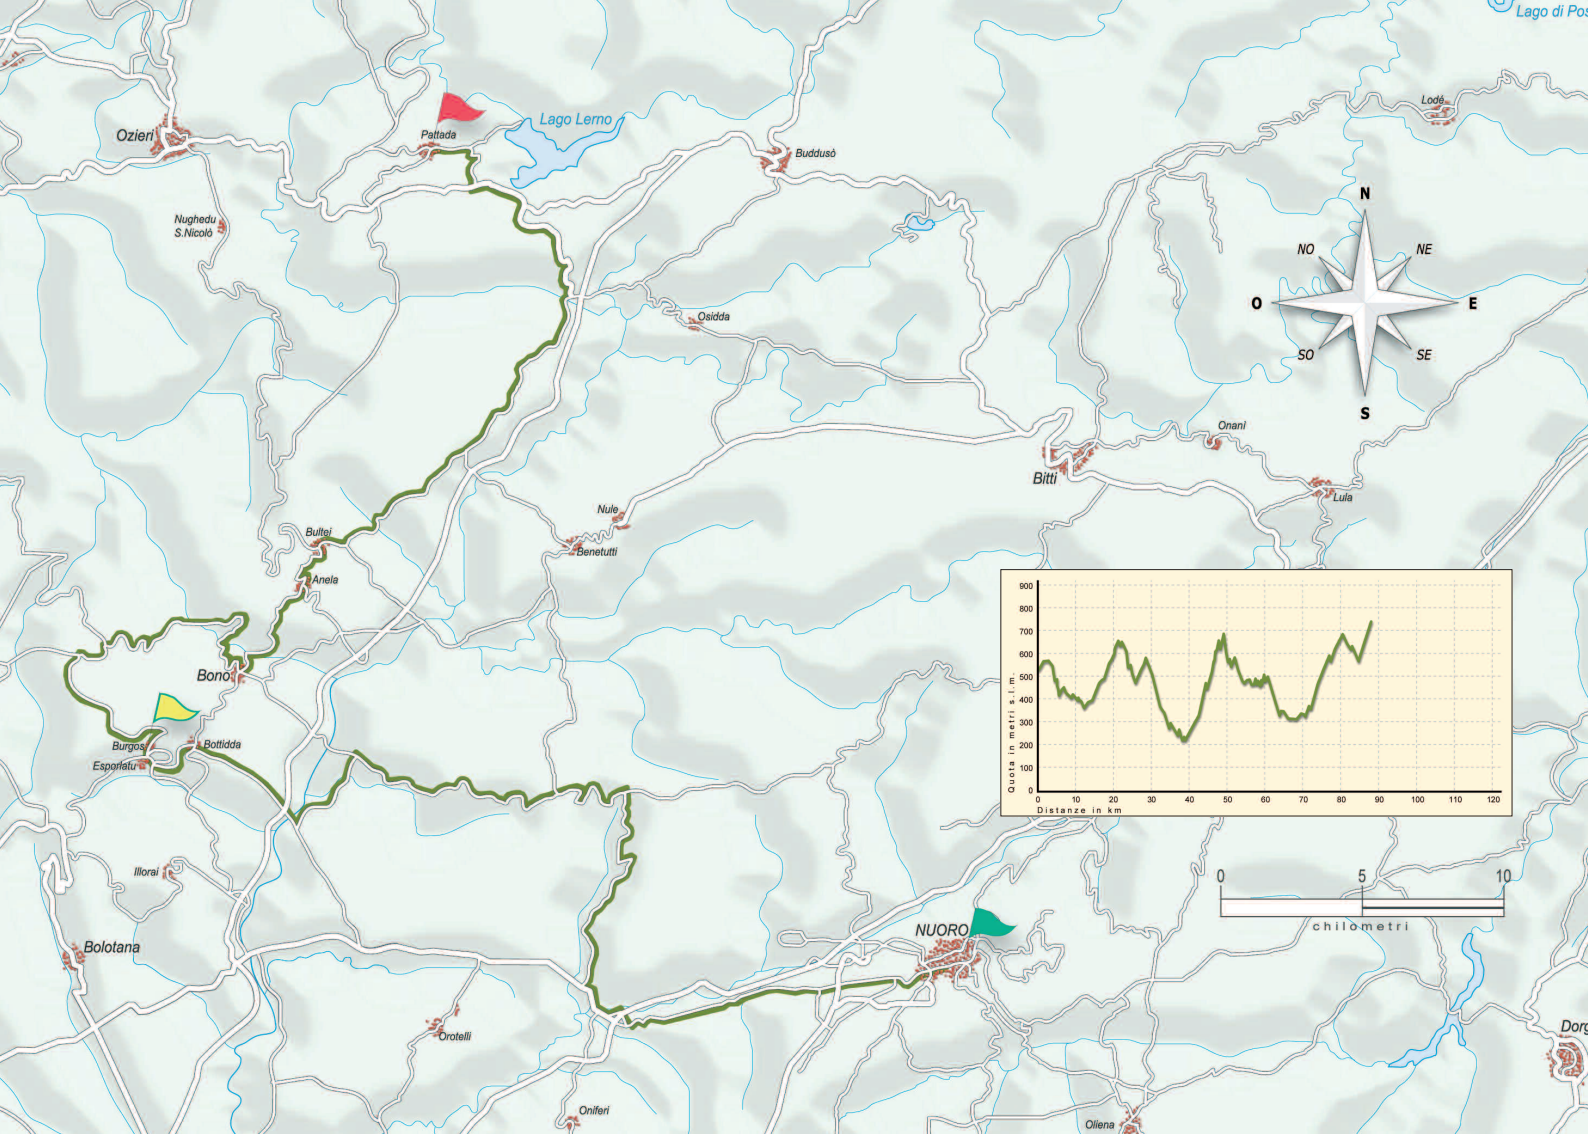 Lago di Pos
Lodé
Lago Lerno
Pattada
Ozieri
Buddusò
N
Nughedu
S.Nicolò
NO
NE
O
E
Osidda
SO
SE
S
Onanì
Bitti
Lula
Nule
Bultei
Benetutti
Anela
Bono
Burgos
Bottidda
Esporlatu
900
800
700
600
500
400
300
200
100
0
Quota in metri s.l.m.
0 10 20 30 40 50 60 70 80 90 100 110 120
Distanze in km
Illorai
0 5 10
chilometri
NUORO
Bolotana
Orotelli
Dorg
Oniferi
Oliena